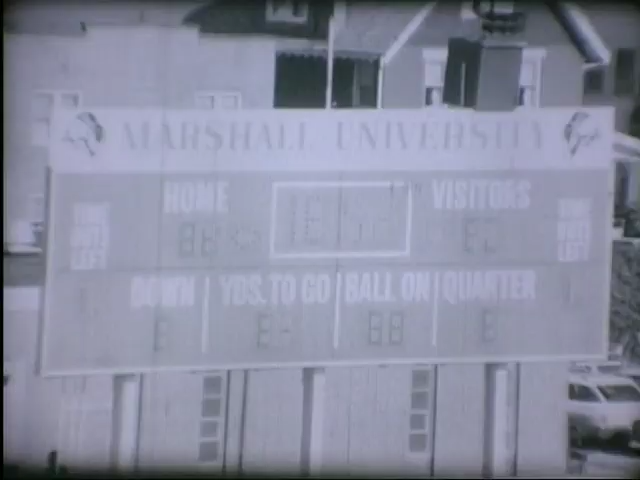 MARSHALL UNIVERSITY
HOME VISITORS
TIME OUTS LEFT TIME OUTS LEFT
DOWN YDS. TO GO BALL ON QUARTER